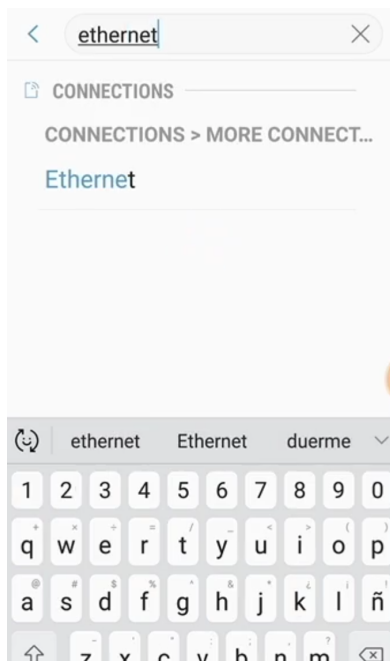 ethernet
CONNECTIONS
CONNECTIONS > MORE CONNECT...
Ethernet
ethernet Ethernet duerme
1 2 3 4 5 6 7 8 9 0
+ × ÷ = / _ < > ( )
q w e r t y u i o p
@ # $ % ^ & * ¿ ¡ !
a s d f g h j k l ñ
z x c v b n m